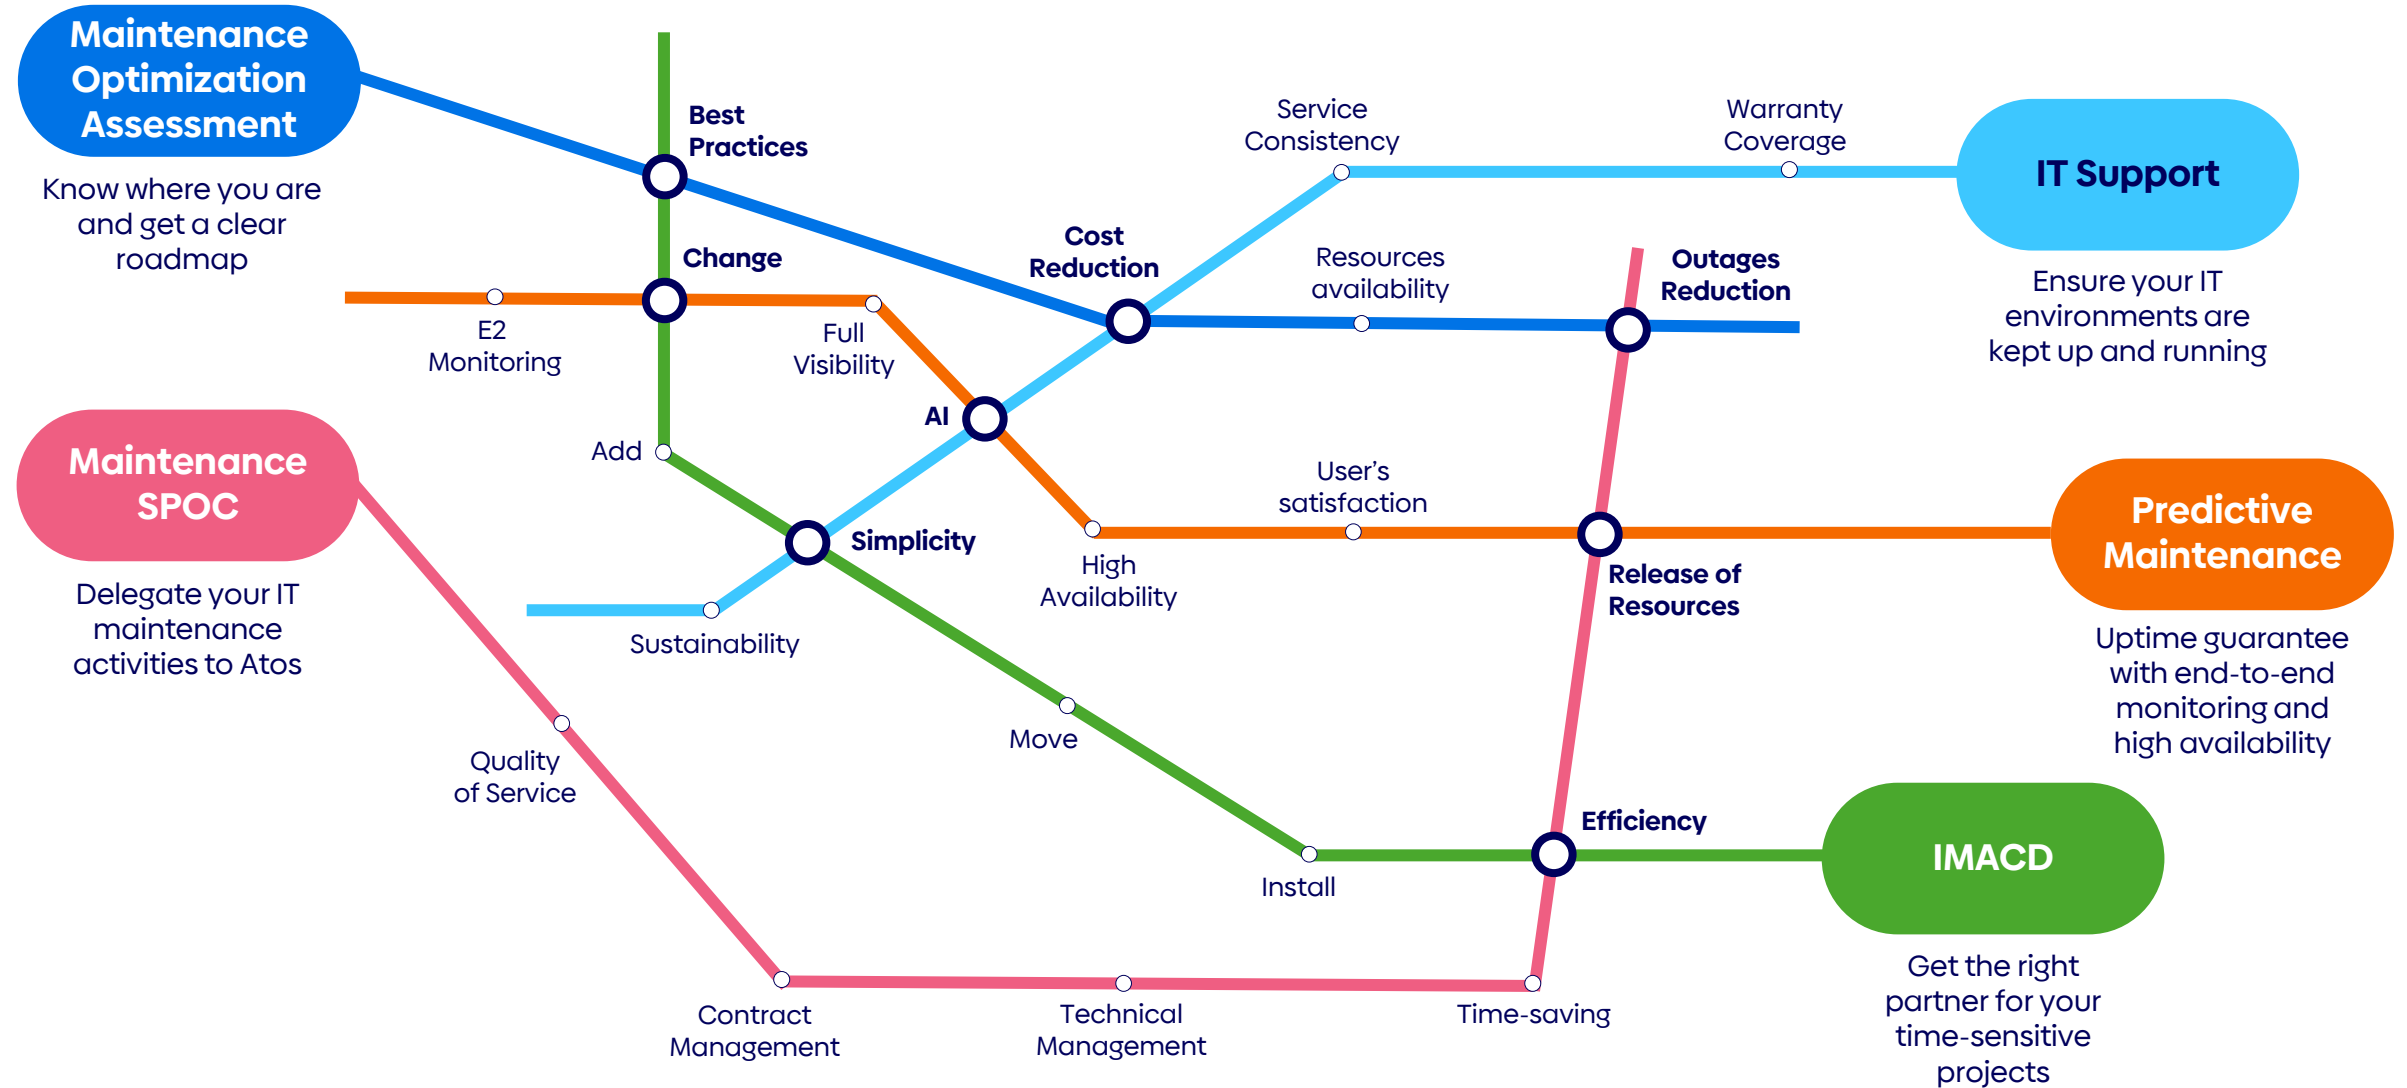 Maintenance
Optimization
Assessment
Know where you are
and get a clear
roadmap
Best
Practices
Change
E2
Monitoring
Full
Visibility
Cost
Reduction
Service
Consistency
Warranty
Coverage
IT Support
Ensure your IT
environments are
kept up and running
Resources
availability
Outages
Reduction
AI
Add
Maintenance
SPOC
Delegate your IT
maintenance
activities to Atos
Simplicity
Sustainability
High
Availability
User's
satisfaction
Release of
Resources
Predictive
Maintenance
Uptime guarantee
with end-to-end
monitoring and
high availability
Quality
of Service
Move
Install
Efficiency
IMACD
Get the right
partner for your
time-sensitive
projects
Contract
Management
Technical
Management
Time-saving